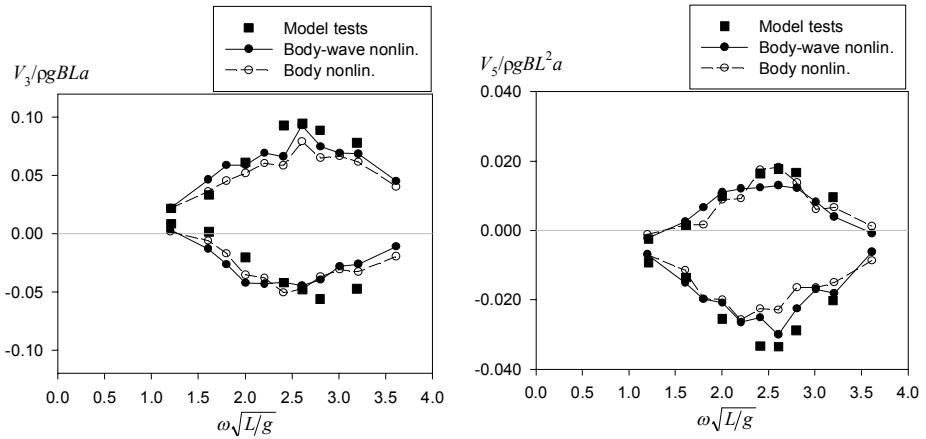 Model tests
Body-wave nonlin.
Body nonlin.
V₃/ρgBLa
0.10
0.05
0.00
-0.05
-0.10
0.0 0.5 1.0 1.5 2.0 2.5 3.0 3.5 4.0
ω√L/g
Model tests
Body-wave nonlin.
Body nonlin.
V₅/ρgBL²a
0.040
0.020
0.000
-0.020
-0.040
0.0 0.5 1.0 1.5 2.0 2.5 3.0 3.5 4.0
ω√L/g